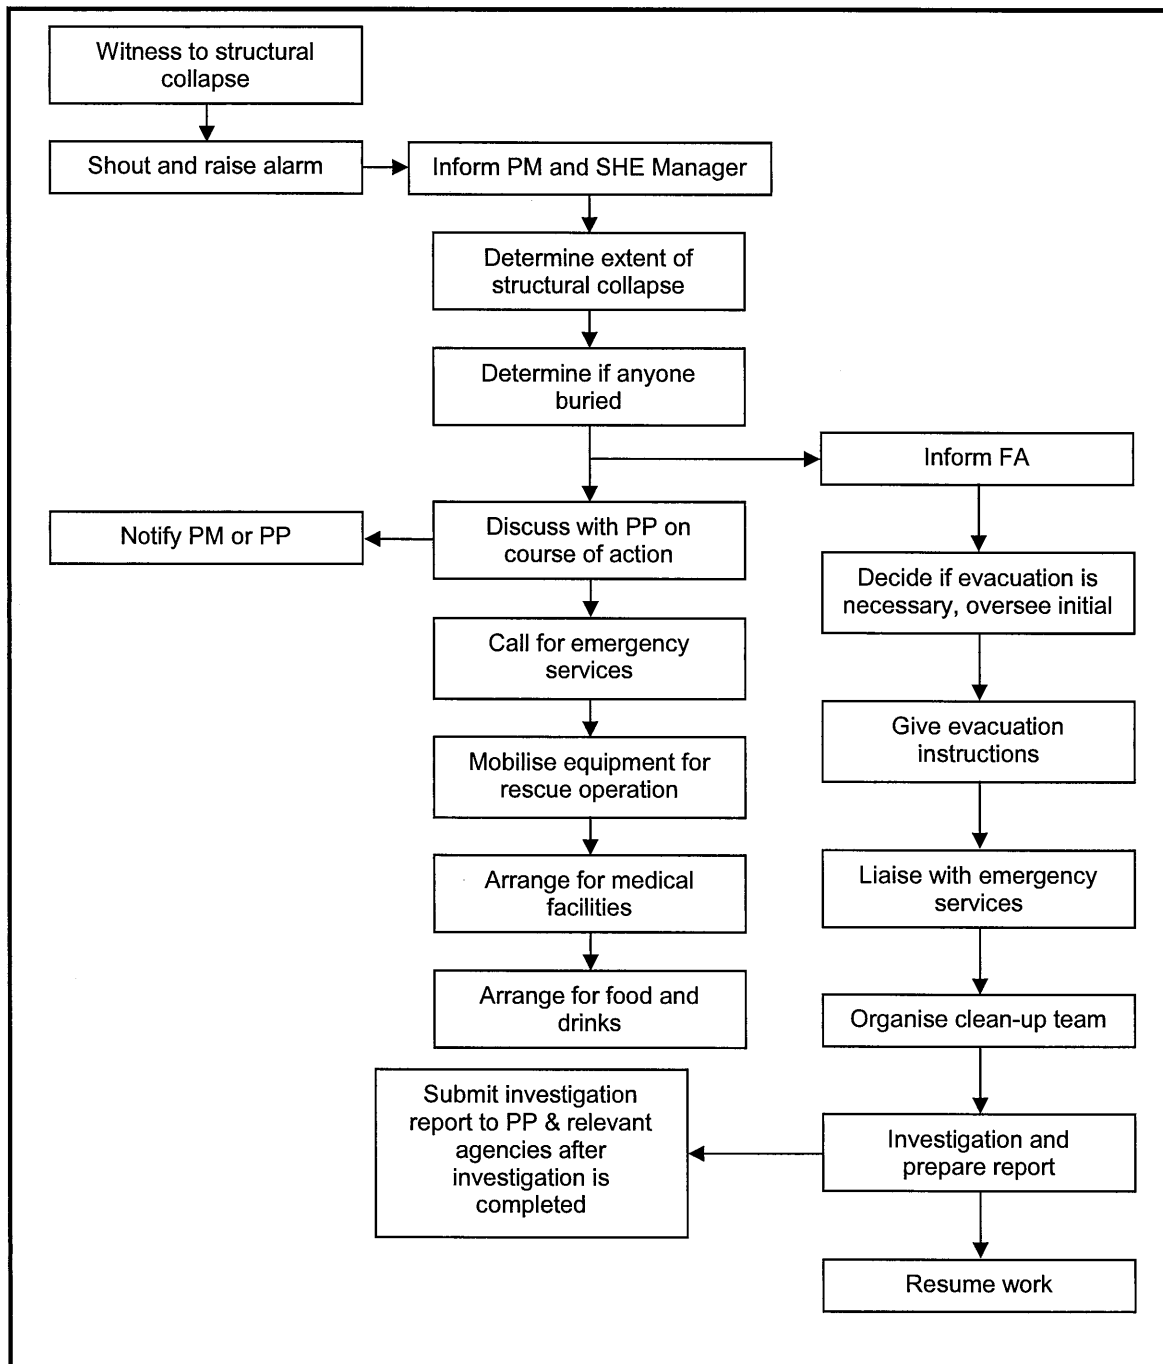 Witness to structural
collapse
Shout and raise alarm
Inform PM and SHE Manager
Determine extent of
structural collapse
Determine if anyone
buried
Inform FA
Notify PM or PP
Discuss with PP on
course of action
Decide if evacuation is
necessary, oversee initial
Call for emergency
services
Give evacuation
instructions
Mobilise equipment for
rescue operation
Arrange for medical
facilities
Liaise with emergency
services
Arrange for food and
drinks
Organise clean-up team
Submit investigation
report to PP & relevant
agencies after
investigation is
completed
Investigation and
prepare report
Resume work